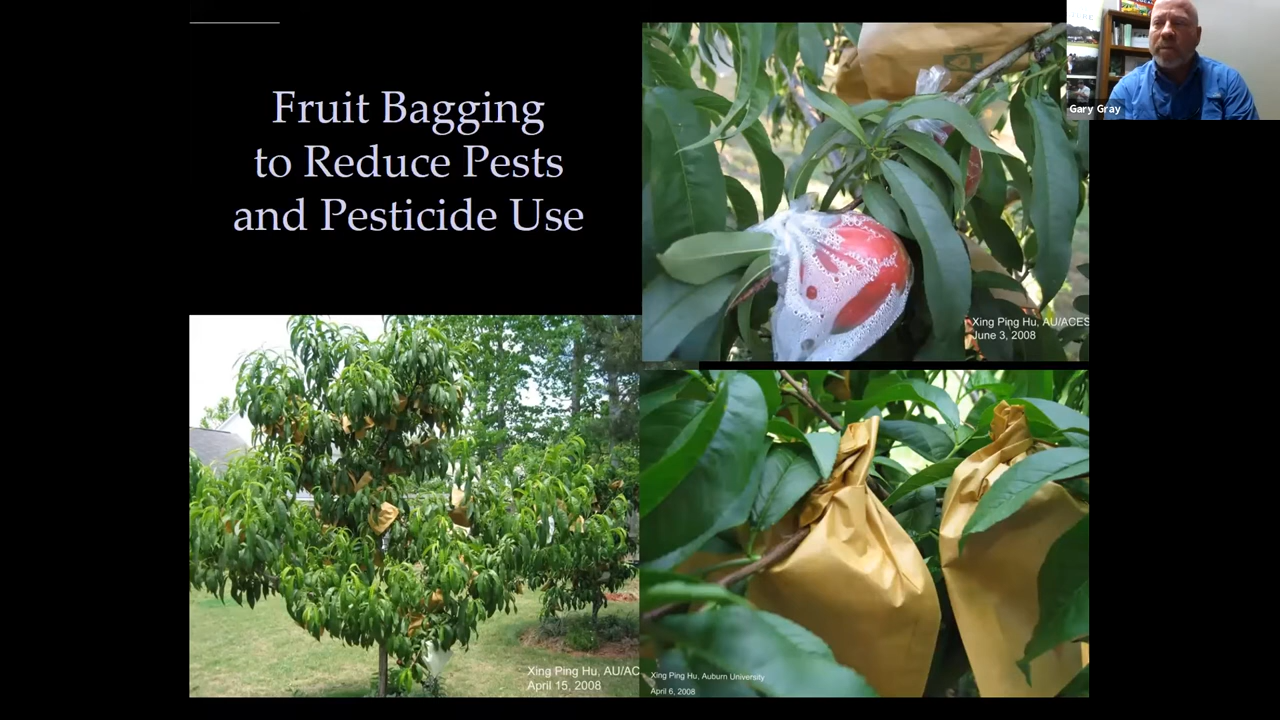 Fruit Bagging
to Reduce Pests
and Pesticide Use
Gary Gray
Xing Ping Hu, AU/ACES
June 3, 2008
Xing Ping Hu, AU/AC
April 15, 2008
Xing Ping Hu, Auburn University
April 6, 2008